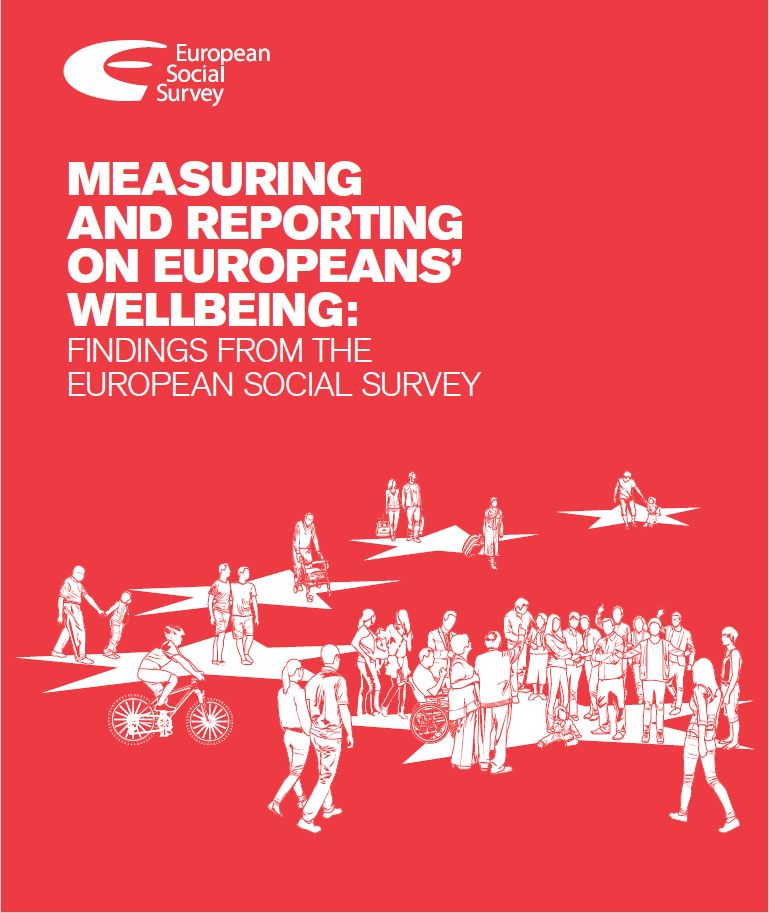 European
Social
Survey
MEASURING
AND REPORTING
ON EUROPEANS’
WELLBEING:
FINDINGS FROM THE
EUROPEAN SOCIAL SURVEY